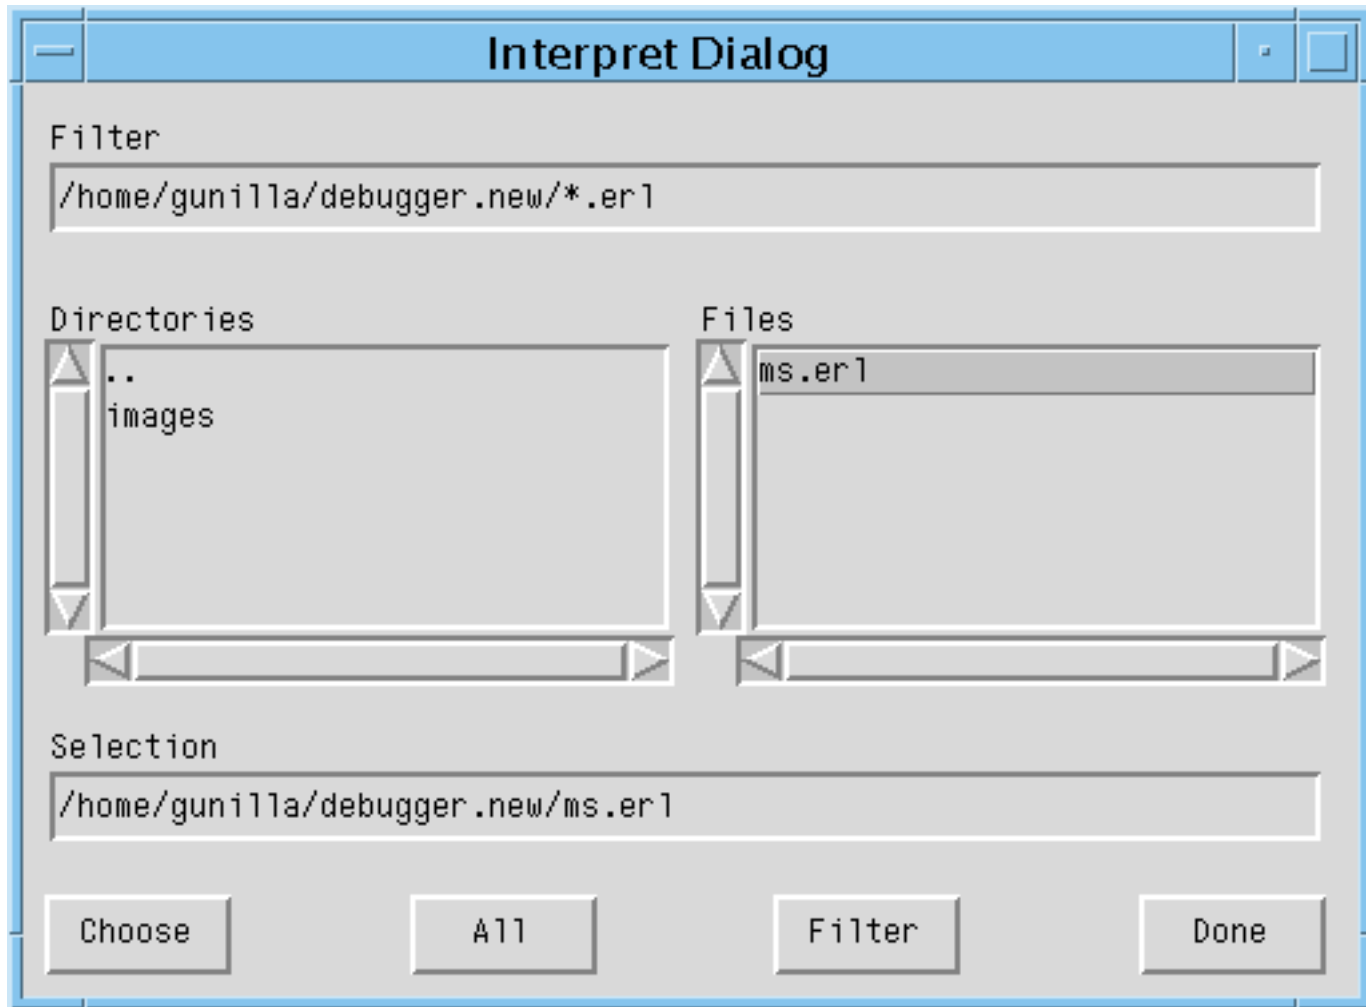 Interpret Dialog
Filter
/home/gunilla/debugger.new/*.erl
Directories
Files
..
images
ms.erl
Selection
/home/gunilla/debugger.new/ms.erl
Choose
All
Filter
Done